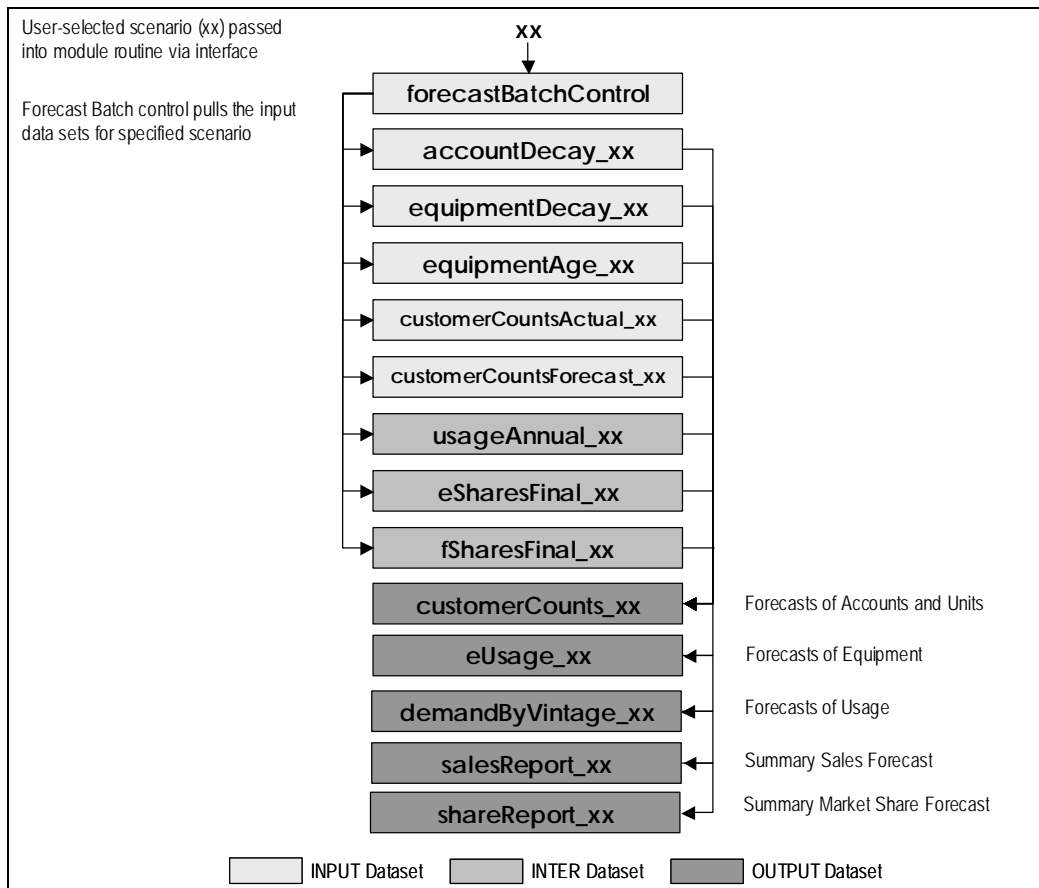 User-selected scenario (xx) passed
into module routine via interface
xx
forecastBatchControl
Forecast Batch control pulls the input
data sets for specified scenario
accountDecay_xx
equipmentDecay_xx
equipmentAge_xx
customerCountsActual_xx
customerCountsForecast_xx
usageAnnual_xx
eSharesFinal_xx
fSharesFinal_xx
customerCounts_xx
Forecasts of Accounts and Units
eUsage_xx
Forecasts of Equipment
demandByVintage_xx
Forecasts of Usage
salesReport_xx
Summary Sales Forecast
shareReport_xx
Summary Market Share Forecast
INPUT Dataset
INTER Dataset
OUTPUT Dataset